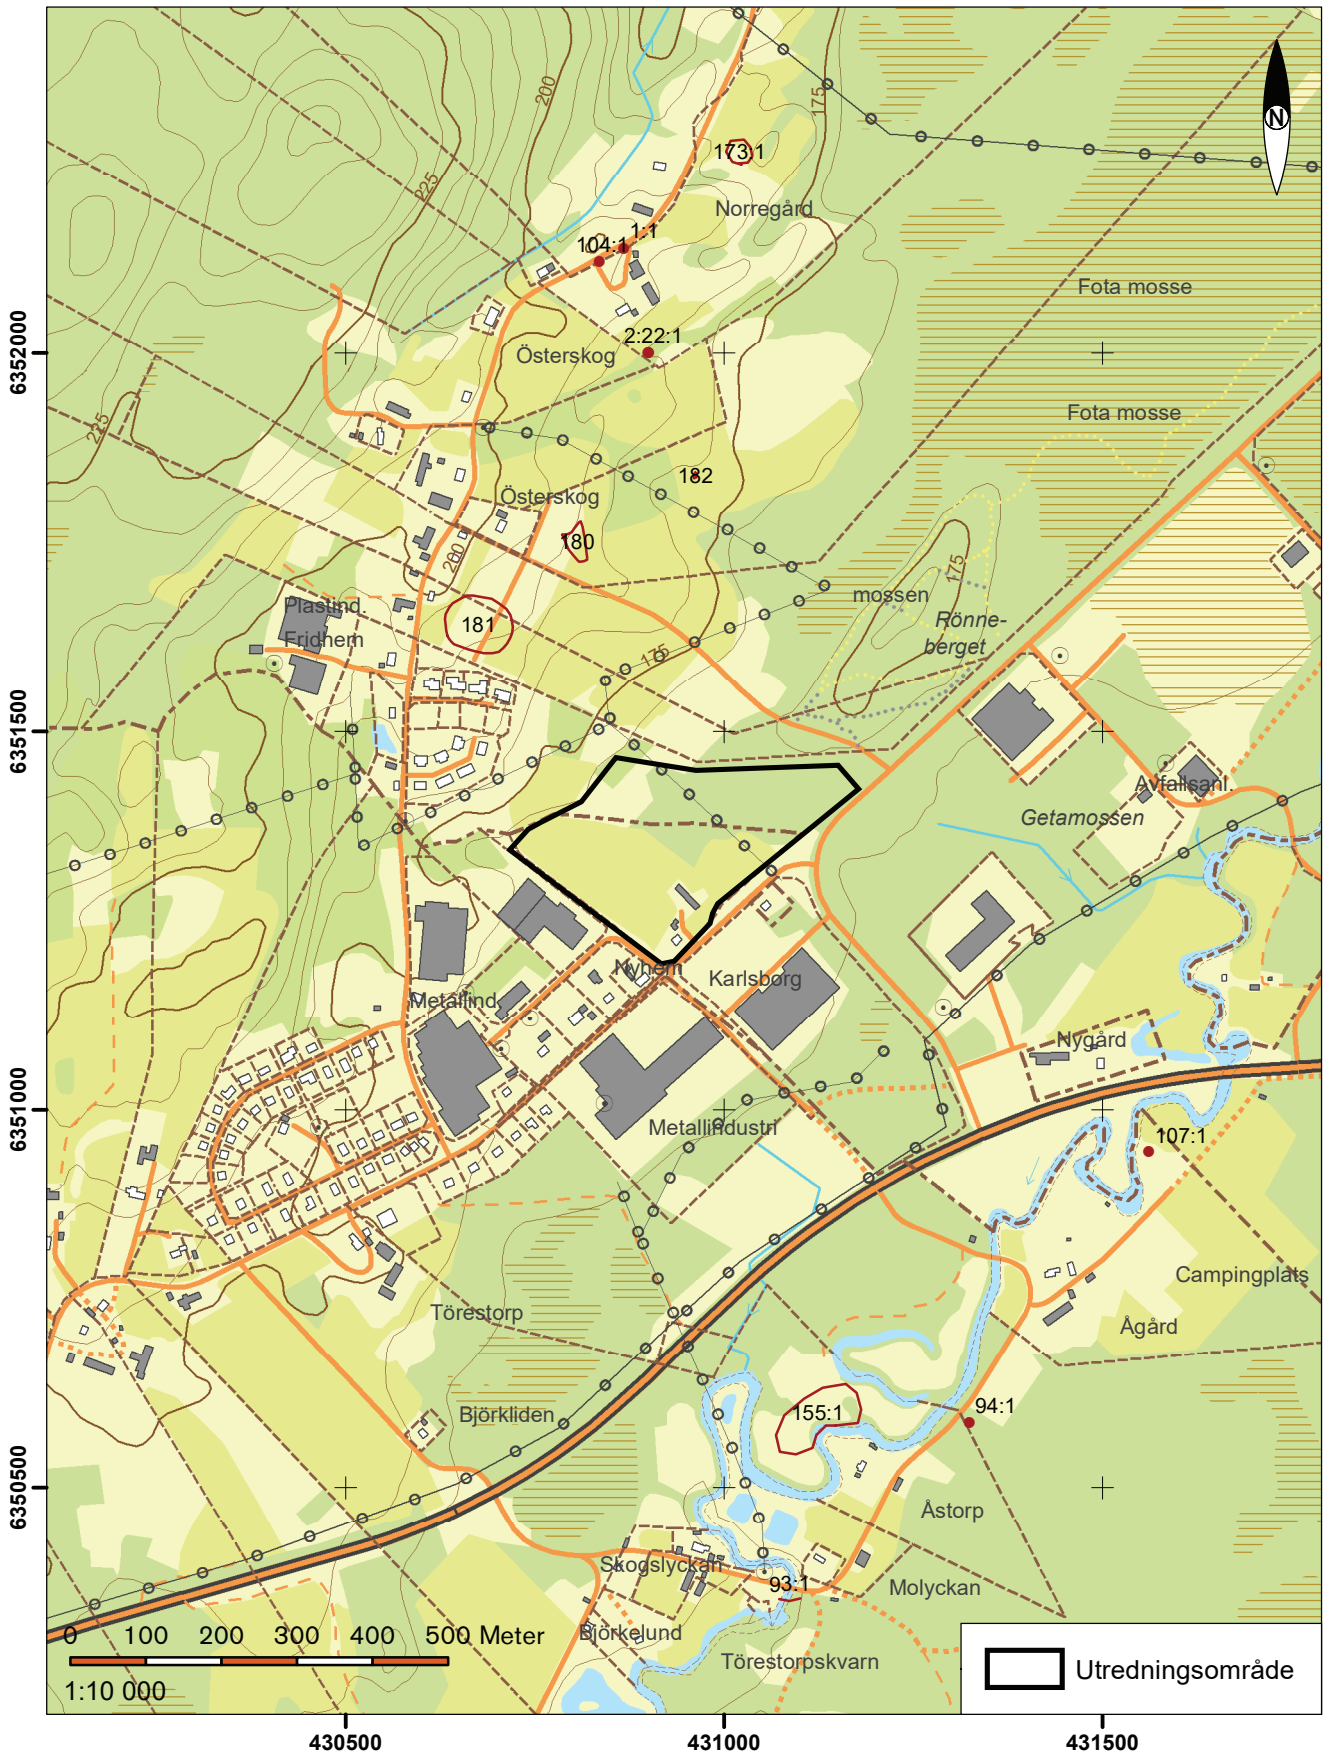 200
175
N
173:1
225
Norregård
1:1
104:1
Fota mosse
2:22:1
6352000
Österskog
Fota mosse
225
182
Österskog
180
200
175
mossen
Plastind.
181
Rönne-
berget
Fridhem
175
6351500
Avfallsanl.
Getamossen
Nyhem
Karlsborg
Metallind.
Nygård
6351000
Metallindustri
107:1
Campingplats
Törestorp
Ågård
155:1
94:1
Björkliden
6350500
Åstorp
Skogslyckan
93:1
Molyckan
Björkelund
0 100 200 300 400 500 Meter
Törestorpskvarn
Utredningsområde
1:10 000
430500 431000 431500